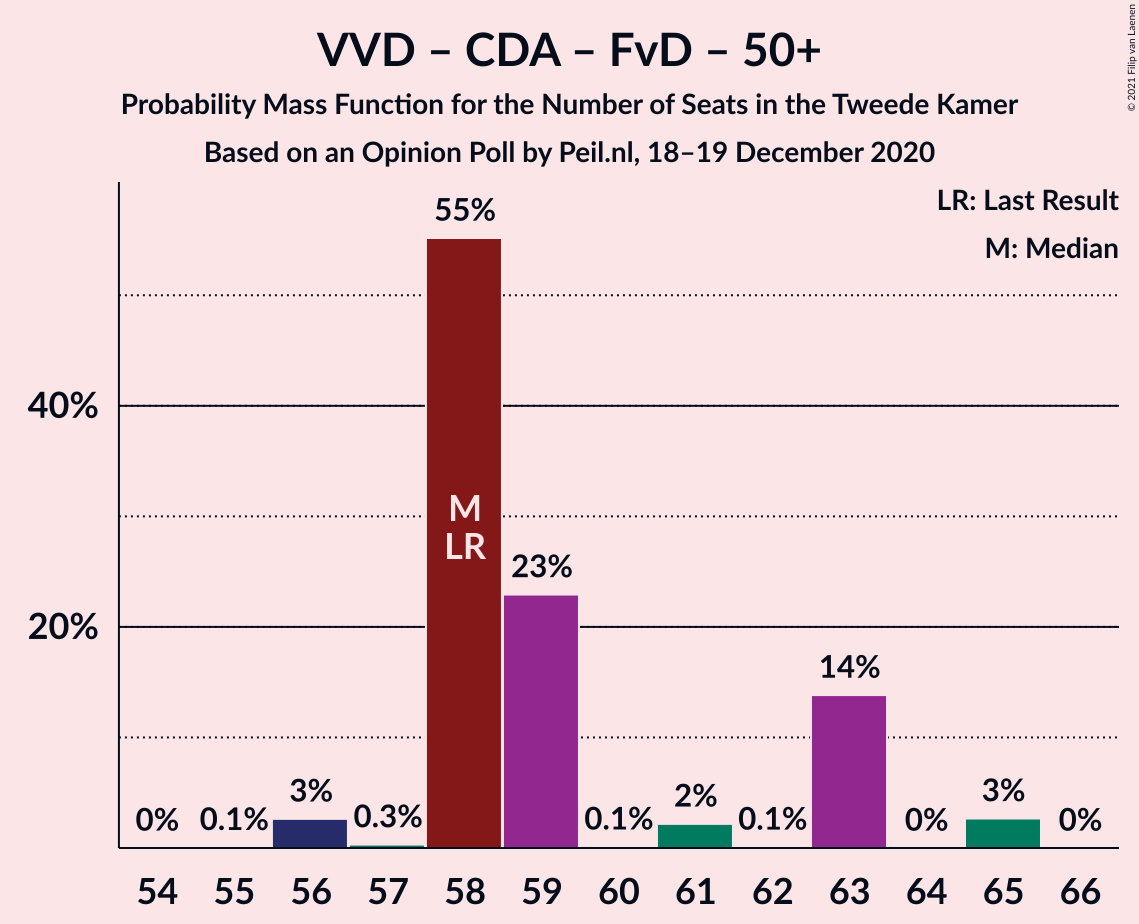 VVD – CDA – FvD – 50+
Probability Mass Function for the Number of Seats in the Tweede Kamer
Based on an Opinion Poll by Peil.nl, 18–19 December 2020
© 2021 Filip van Laenen
LR: Last Result
M: Median
40%
20%
0%
0.1%
3%
0.3%
55%
M
LR
23%
0.1%
2%
0.1%
14%
0%
3%
0%
54 55 56 57 58 59 60 61 62 63 64 65 66